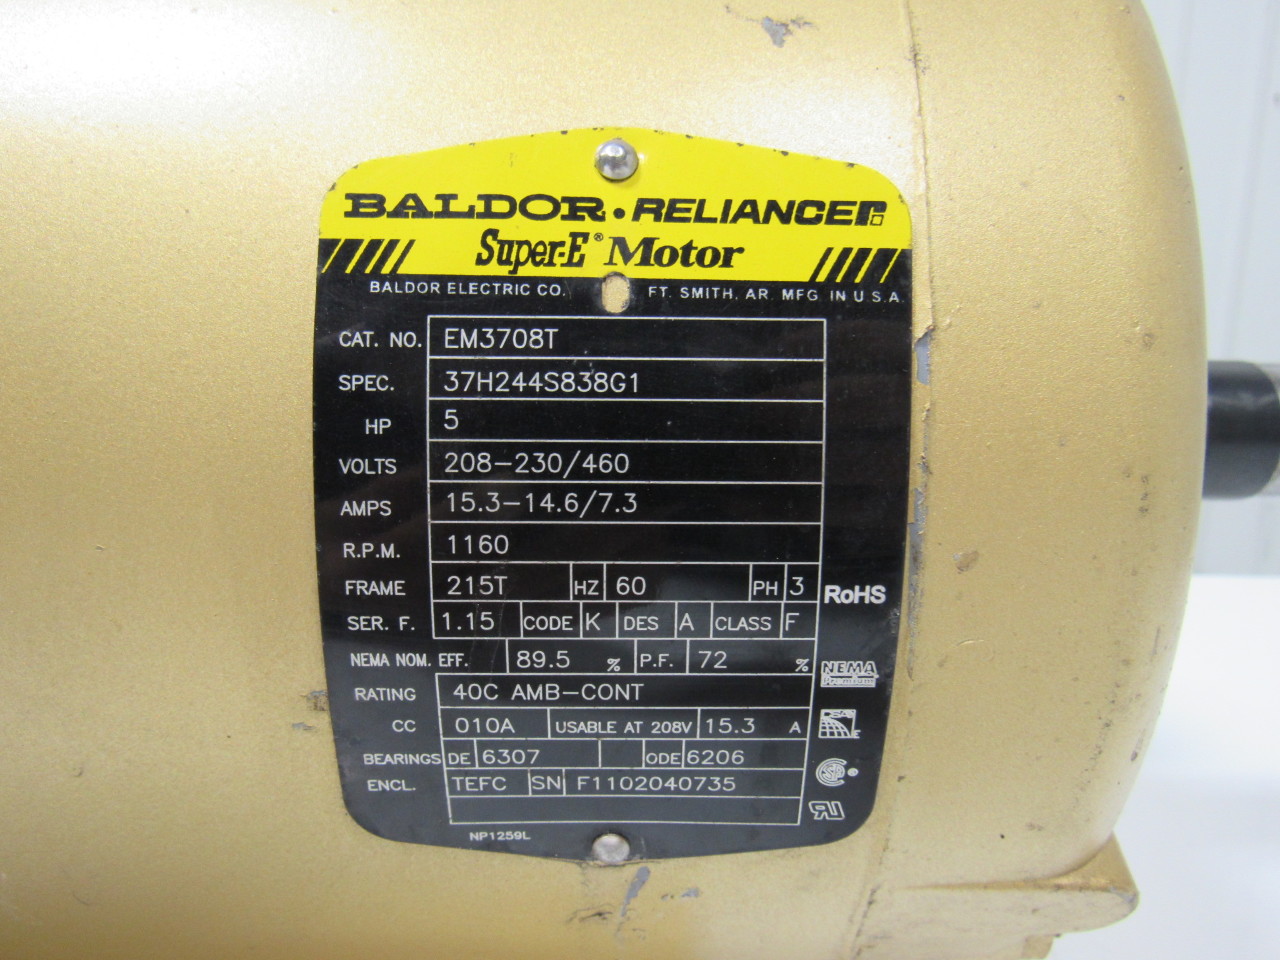 BALDOR • RELIANCER
Super-E® Motor
BALDOR ELECTRIC CO. FT. SMITH, AR. MFG IN U.S.A.
CAT. NO. EM3708T
SPEC. 37H244S838G1
HP 5
VOLTS 208-230/460
AMPS 15.3-14.6/7.3
R.P.M. 1160
FRAME 215T HZ 60 PH 3
RoHS
SER. F. 1.15 CODE K DES A CLASS F
NEMA NOM. EFF. 89.5 % P.F. 72 %
NEMA Premium
RATING 40C AMB-CONT
CC 010A USABLE AT 208V 15.3 A
BEARINGS DE 6307 ODE 6206
ENCL. TEFC SN F1102040735
NP1259L